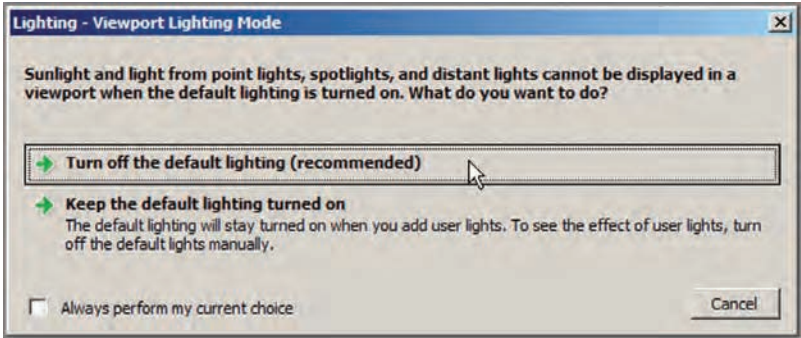 Lighting - Viewport Lighting Mode
Sunlight and light from point lights, spotlights, and distant lights cannot be displayed in a
viewport when the default lighting is turned on. What do you want to do?
Turn off the default lighting (recommended)
Keep the default lighting turned on
The default lighting will stay turned on when you add user lights. To see the effect of user lights, turn
off the default lights manually.
Always perform my current choice
Cancel